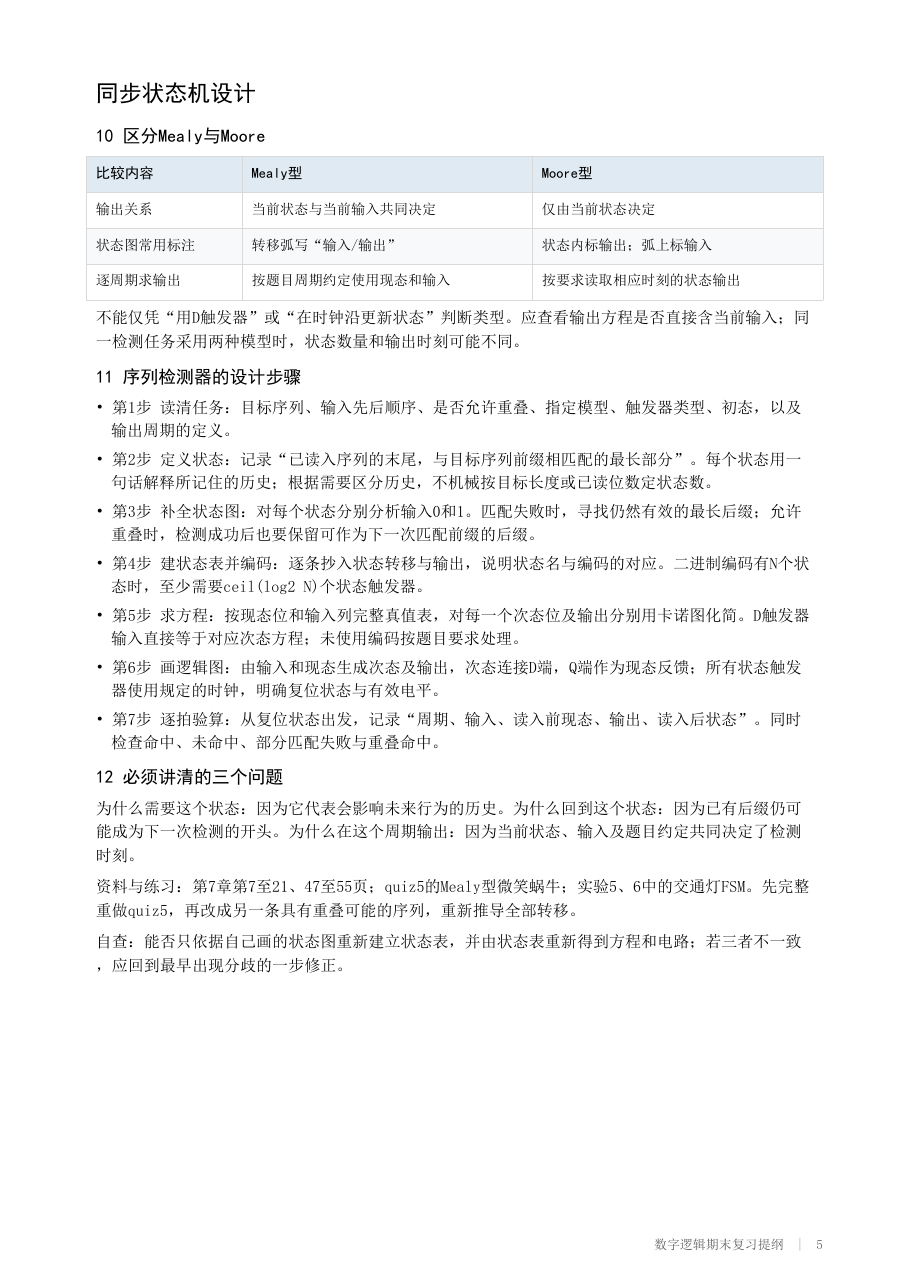 同步状态机设计
10 区分Mealy与Moore
比较内容 Mealy型 Moore型
输出关系 当前状态与当前输入共同决定 仅由当前状态决定
状态图常用标注 转移弧写“输入/输出” 状态内标输出；弧上标输入
逐周期求输出 按题目周期约定使用现态和输入 按要求读取相应时刻的状态输出
不能仅凭“用D触发器”或“在时钟沿更新状态”判断类型。应查看输出方程是否直接含当前输入；同
一检测任务采用两种模型时，状态数量和输出时刻可能不同。
11 序列检测器的设计步骤
• 第1步 读清任务：目标序列、输入先后顺序、是否允许重叠、指定模型、触发器类型、初态，以及
输出周期的定义。
• 第2步 定义状态：记录“已读入序列的末尾，与目标序列前缀相匹配的最长部分”。每个状态用一
句话解释所记住的历史；根据需要区分历史，不机械按目标长度或已读位数定状态数。
• 第3步 补全状态图：对每个状态分别分析输入0和1。匹配失败时，寻找仍然有效的最长后缀；允许
重叠时，检测成功后也要保留可作为下一次匹配前缀的后缀。
• 第4步 建状态表并编码：逐条抄入状态转移与输出，说明状态名与编码的对应。二进制编码有N个状
态时，至少需要ceil(log2 N)个状态触发器。
• 第5步 求方程：按现态位和输入列完整真值表，对每一个次态位及输出分别用卡诺图化简。D触发器
输入直接等于对应次态方程；未使用编码按题目要求处理。
• 第6步 画逻辑图：由输入和现态生成次态及输出，次态连接D端，Q端作为现态反馈；所有状态触发
器使用规定的时钟，明确复位状态与有效电平。
• 第7步 逐拍验算：从复位状态出发，记录“周期、输入、读入前现态、输出、读入后状态”。同时
检查命中、未命中、部分匹配失败与重叠命中。
12 必须讲清的三个问题
为什么需要这个状态：因为它代表会影响未来行为的历史。为什么回到这个状态：因为已有后缀仍可
能成为下一次检测的开头。为什么在这个周期输出：因为当前状态、输入及题目约定共同决定了检测
时刻。
资料与练习：第7章第7至21、47至55页；quiz5的Mealy型微笑蜗牛；实验5、6中的交通灯FSM。先完整
重做quiz5，再改成另一条具有重叠可能的序列，重新推导全部转移。
自查：能否只依据自己画的状态图重新建立状态表，并由状态表重新得到方程和电路；若三者不一致
，应回到最早出现分歧的一步修正。
数字逻辑期末复习提纲 | 5